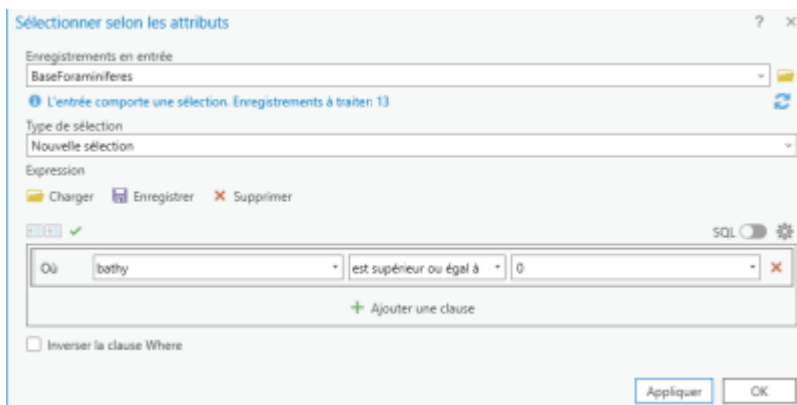 Sélectionner selon les attributs ? ×
Enregistrements en entrée
BaseForaminiferes
L'entrée comporte une sélection. Enregistrements à traiter: 13
Type de sélection
Nouvelle sélection
Expression
Charger Enregistrer Supprimer
SQL
Où bathy est supérieur ou égal à 0
+ Ajouter une clause
Inverser la clause Where
Appliquer OK